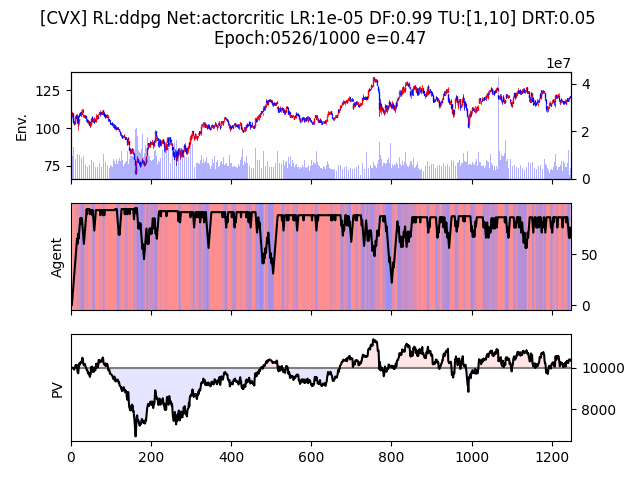 [CVX] RL:ddpg Net:actorcritic LR:1e-05 DF:0.99 TU:[1,10] DRT:0.05
Epoch:0526/1000 e=0.47
1e7
125
100
75
Env.
4
2
0
Agent
50
0
PV
10000
8000
0
200
400
600
800
1000
1200